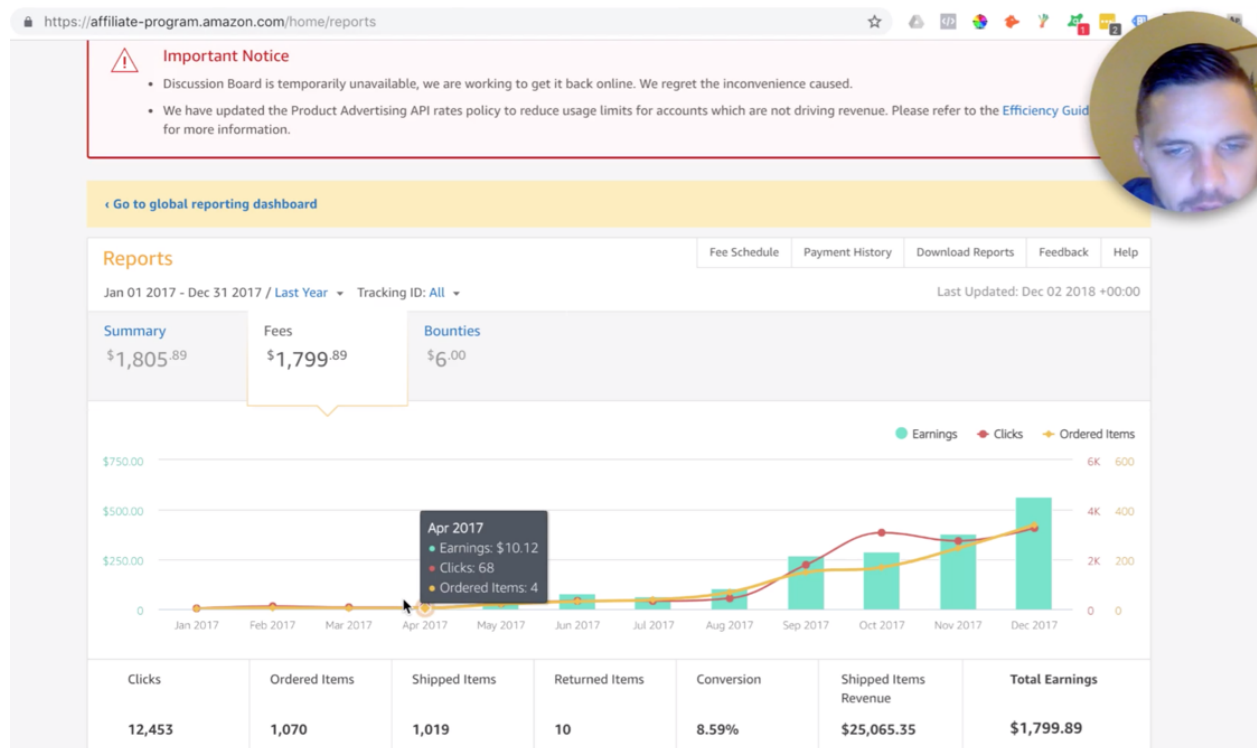 https://affiliate-program.amazon.com/home/reports
1
2
Important Notice
• Discussion Board is temporarily unavailable, we are working to get it back online. We regret the inconvenience caused.
• We have updated the Product Advertising API rates policy to reduce usage limits for accounts which are not driving revenue. Please refer to the Efficiency Guid
for more information.
‹ Go to global reporting dashboard
Reports
Fee Schedule Payment History Download Reports Feedback Help
Jan 01 2017 - Dec 31 2017 / Last Year Tracking ID: All
Last Updated: Dec 02 2018 +00:00
Summary Fees Bounties
$1,805.89 $1,799.89 $6.00
Earnings Clicks Ordered Items
$750.00 6K 600
$500.00 4K 400
$250.00 2K 200
0 0 0
Apr 2017
• Earnings: $10.12
• Clicks: 68
• Ordered Items: 4
Jan 2017 Feb 2017 Mar 2017 Apr 2017 May 2017 Jun 2017 Jul 2017 Aug 2017 Sep 2017 Oct 2017 Nov 2017 Dec 2017
Clicks Ordered Items Shipped Items Returned Items Conversion Shipped Items Total Earnings
Revenue
12,453 1,070 1,019 10 8.59% $25,065.35 $1,799.89